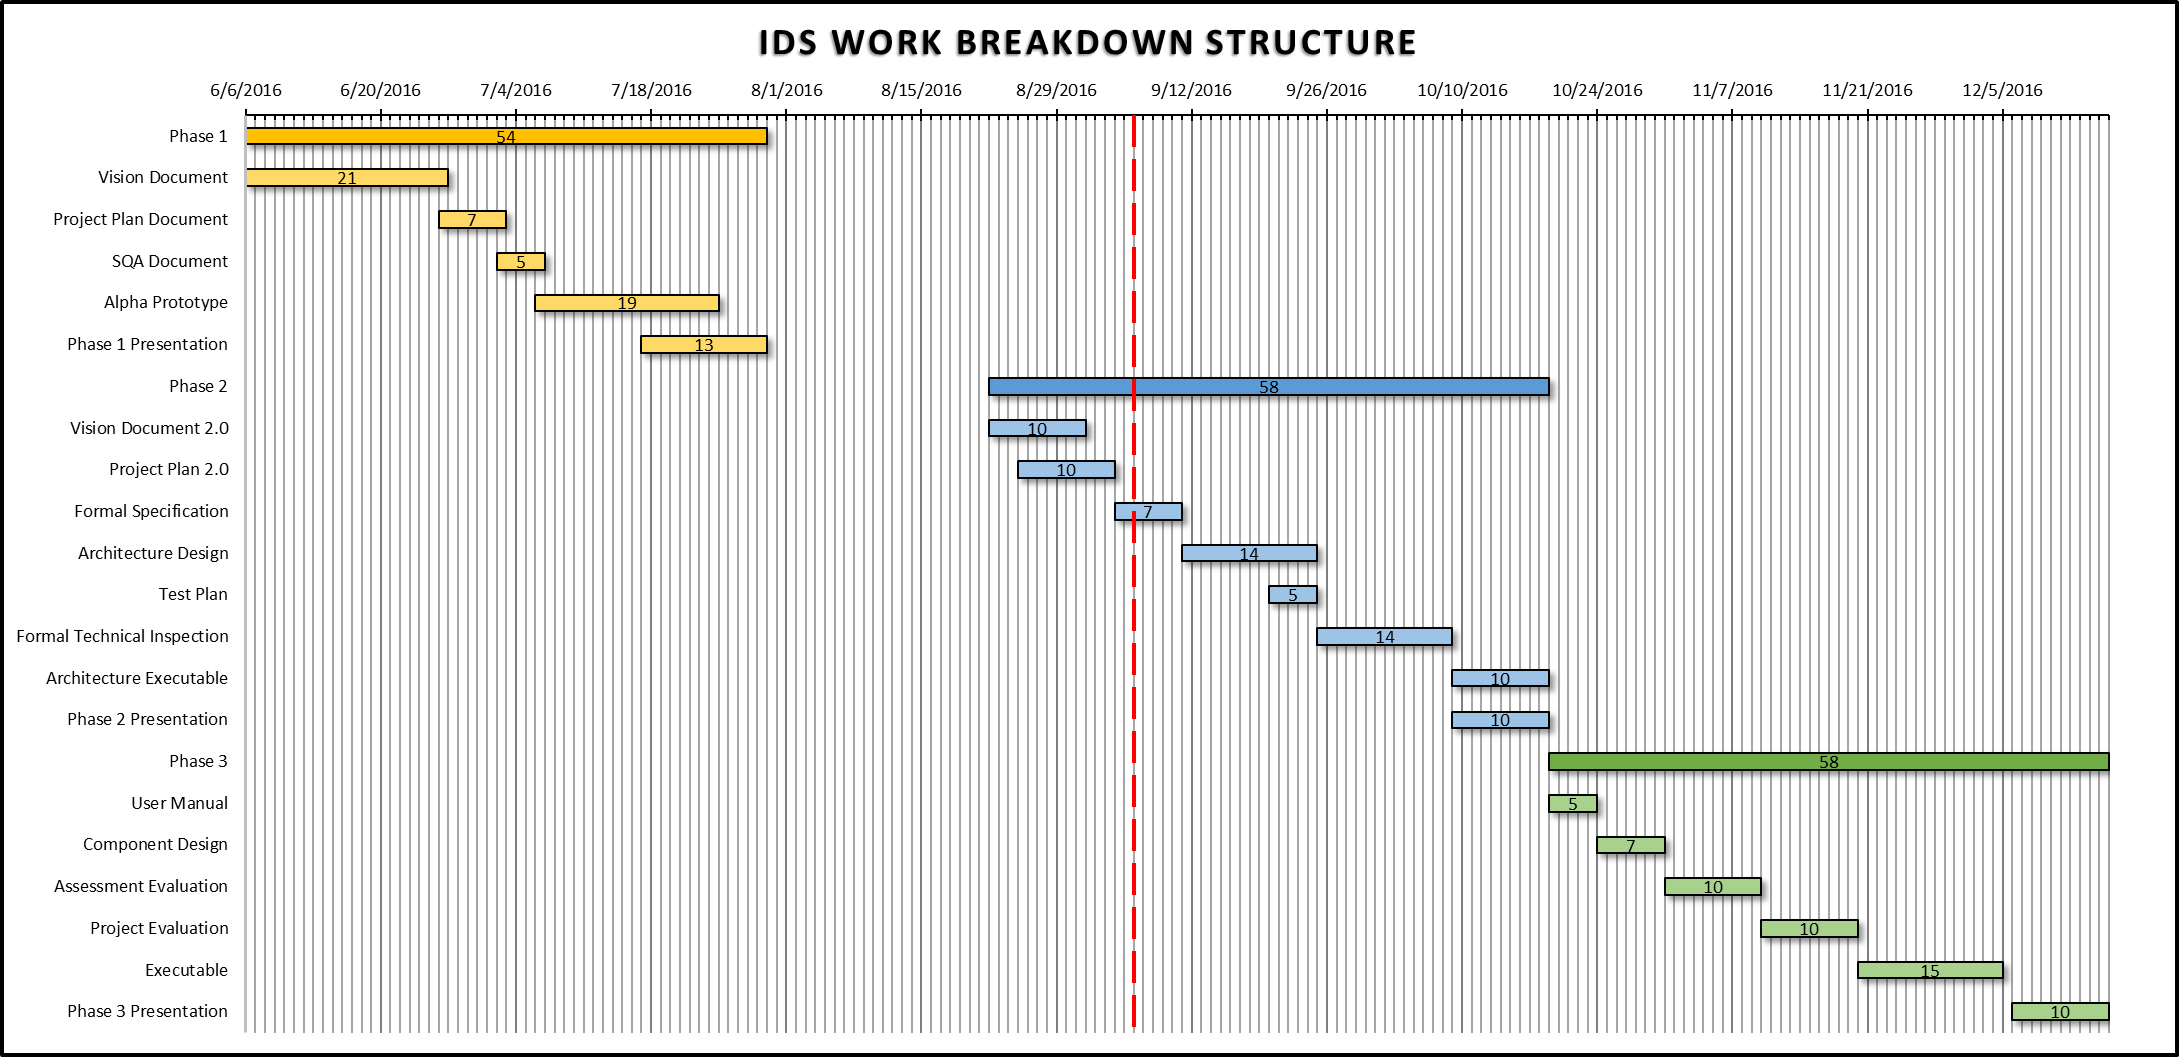 IDS WORK BREAKDOWN STRUCTURE
6/6/2016 6/20/2016 7/4/2016 7/18/2016 8/1/2016 8/15/2016 8/29/2016 9/12/2016 9/26/2016 10/10/2016 10/24/2016 11/7/2016 11/21/2016 12/5/2016
Phase 1 54
Vision Document 21
Project Plan Document 7
SQA Document 5
Alpha Prototype 19
Phase 1 Presentation 13
Phase 2 58
Vision Document 2.0 10
Project Plan 2.0 10
Formal Specification 7
Architecture Design 14
Test Plan 5
Formal Technical Inspection 14
Architecture Executable 10
Phase 2 Presentation 10
Phase 3 58
User Manual 5
Component Design 7
Assessment Evaluation 10
Project Evaluation 10
Executable 15
Phase 3 Presentation 10